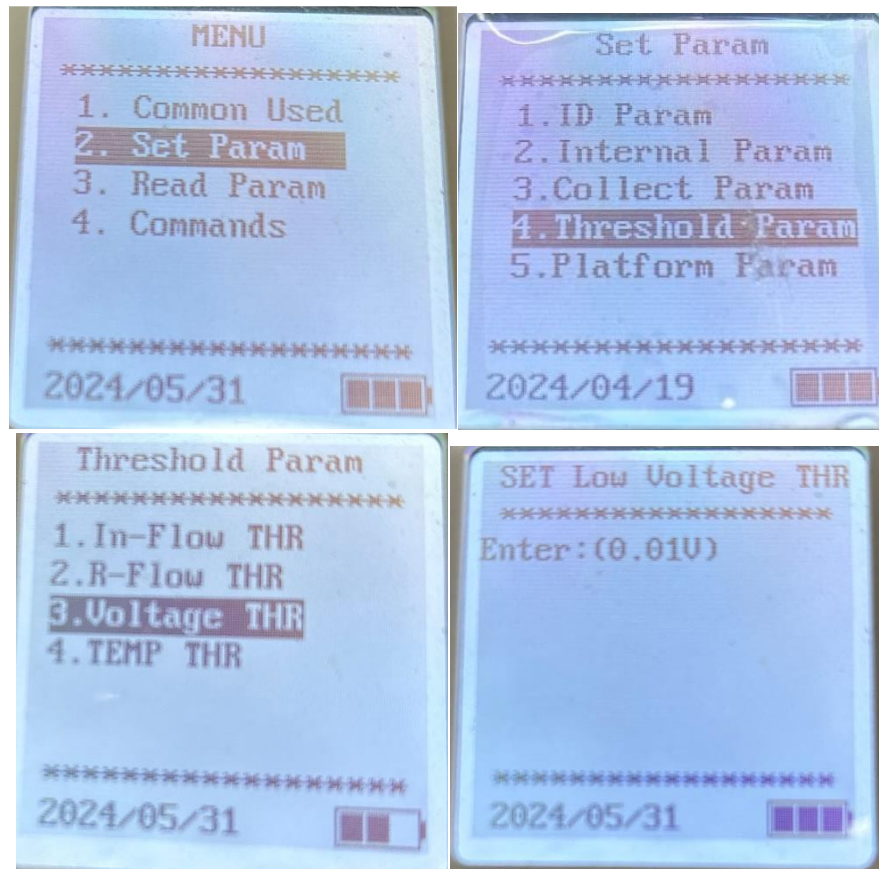 MENU
******************
1. Common Used
2. Set Param
3. Read Param
4. Commands
******************
2024/05/31
Set Param
******************
1.ID Param
2.Internal Param
3.Collect Param
4.Threshold Param
5.Platform Param
******************
2024/04/19
Threshold Param
******************
1.In-Flow THR
2.R-Flow THR
3.Voltage THR
4.TEMP THR
******************
2024/05/31
SET Low Voltage THR
******************
Enter:(0.01V)
******************
2024/05/31